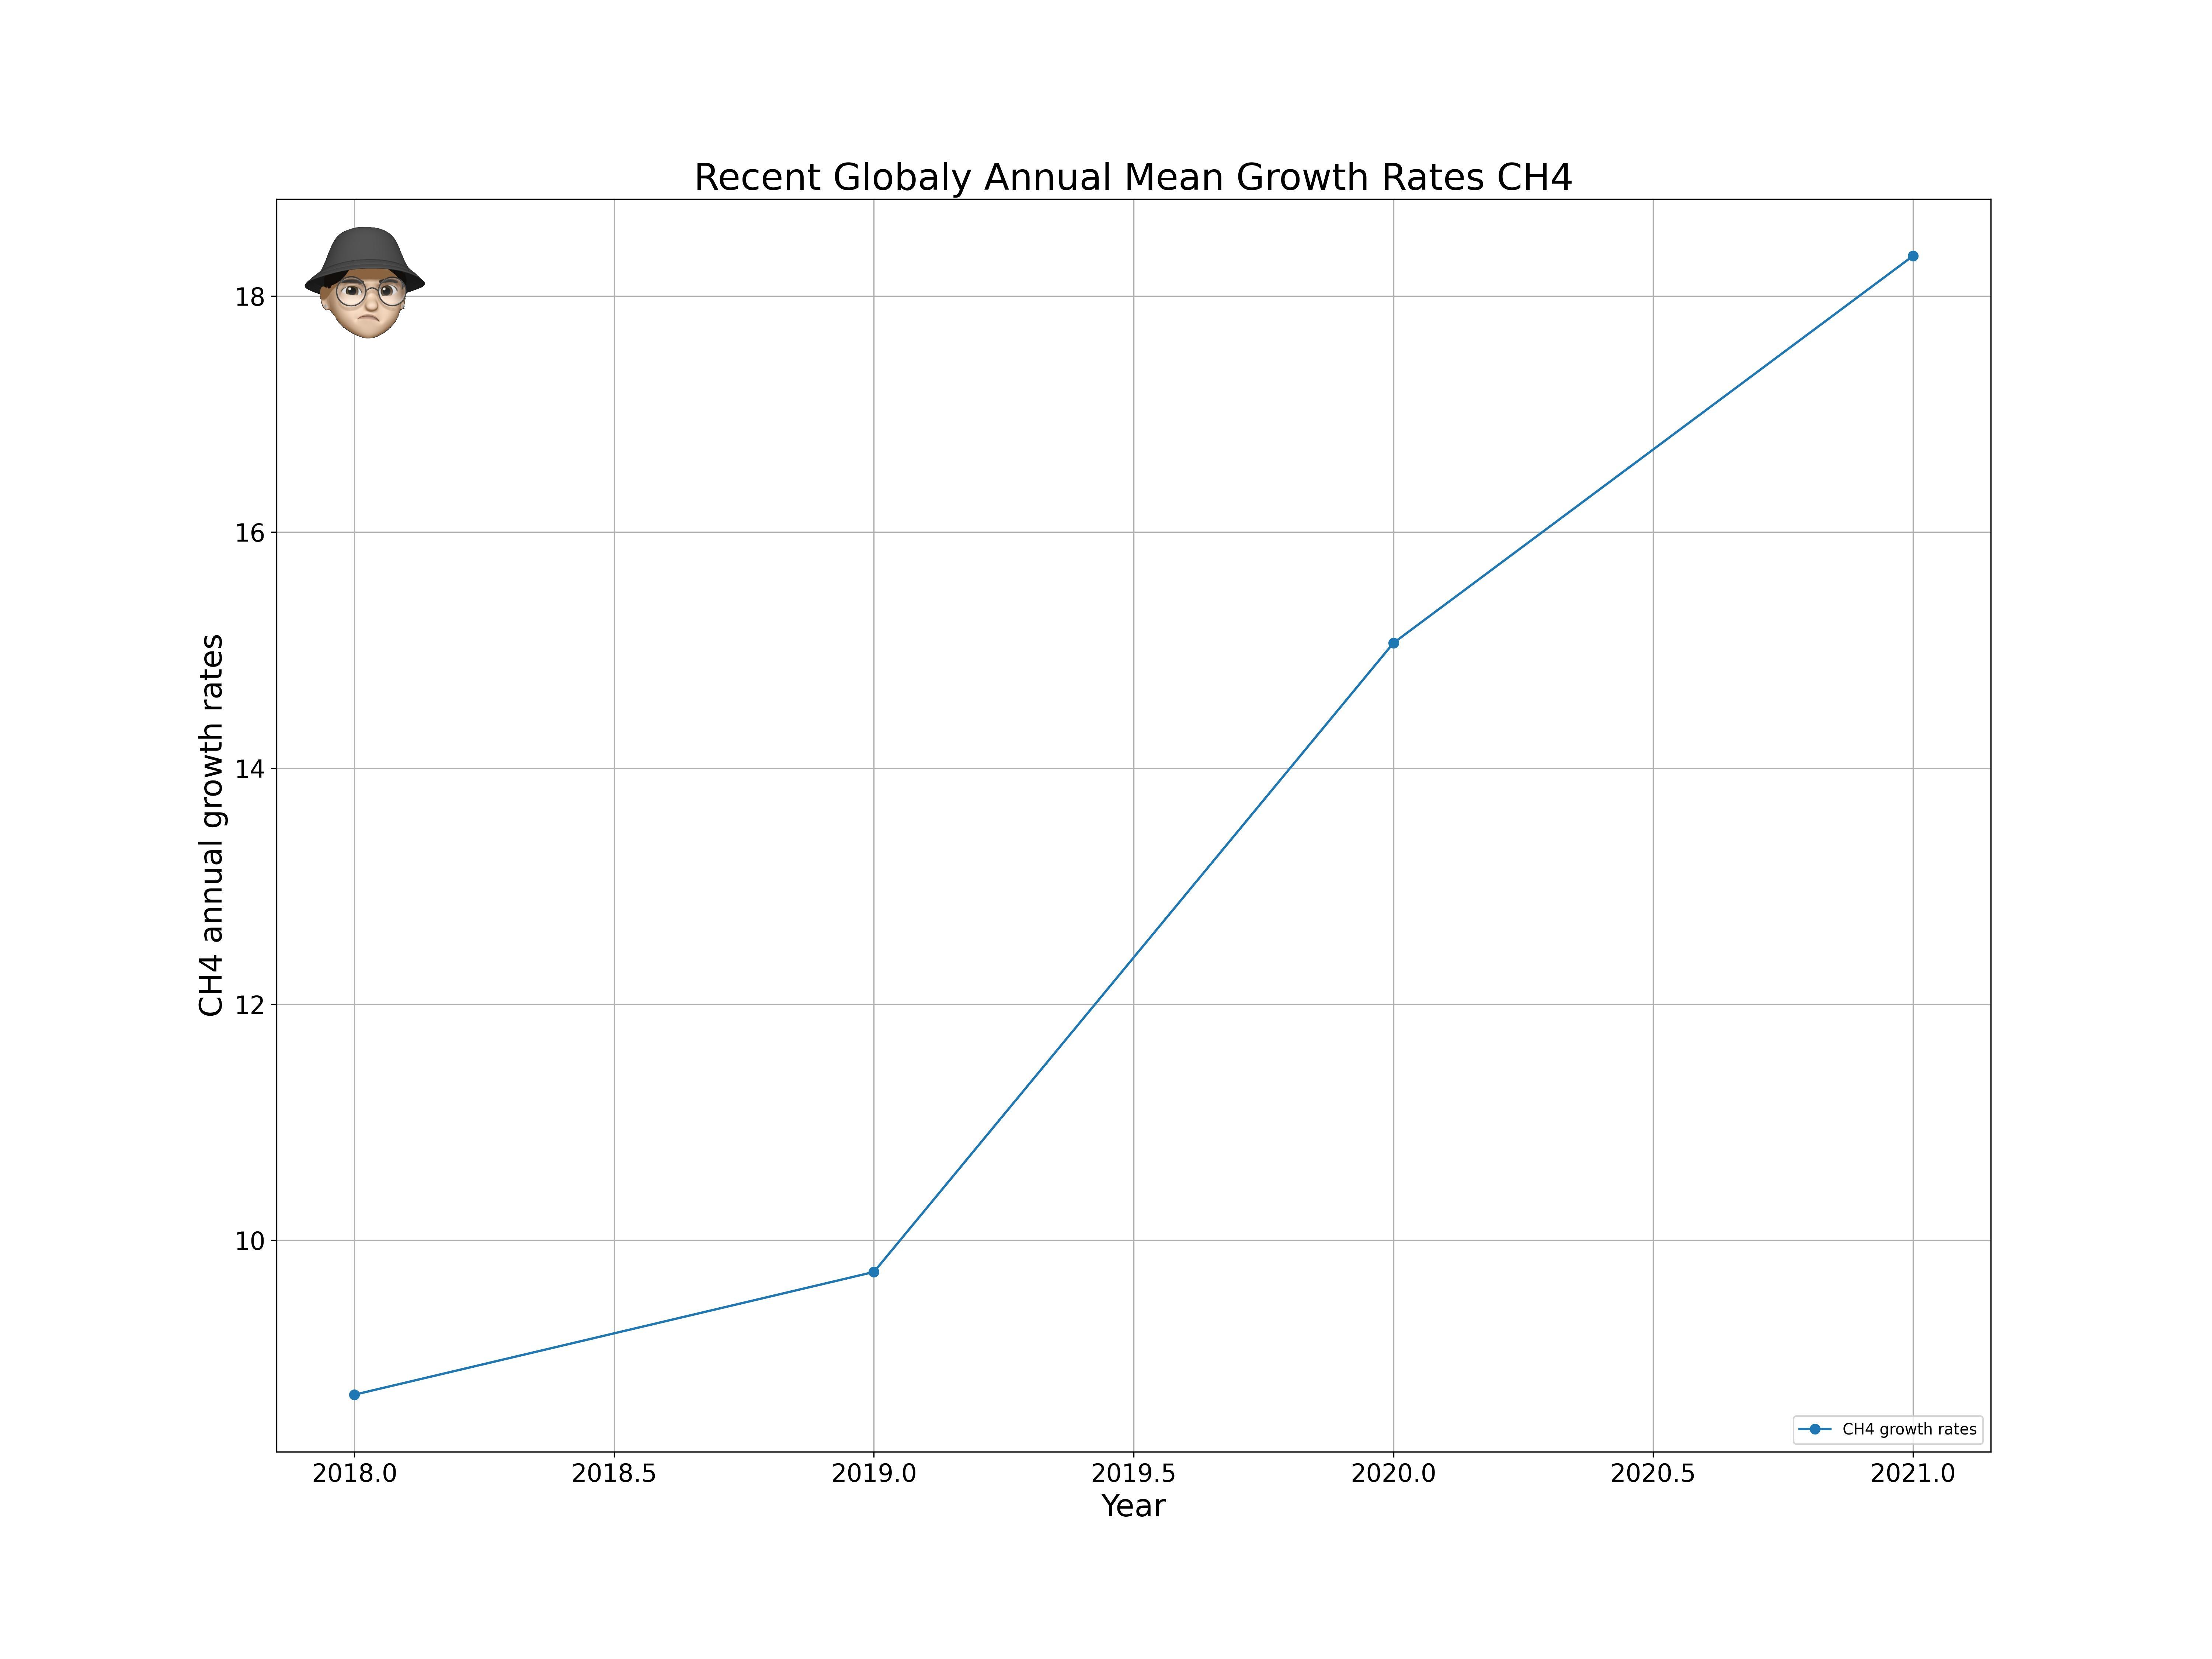 Recent Globaly Annual Mean Growth Rates CH4
18
16
14
12
10
CH4 annual growth rates
CH4 growth rates
2018.0 2018.5 2019.0 2019.5 2020.0 2020.5 2021.0
Year